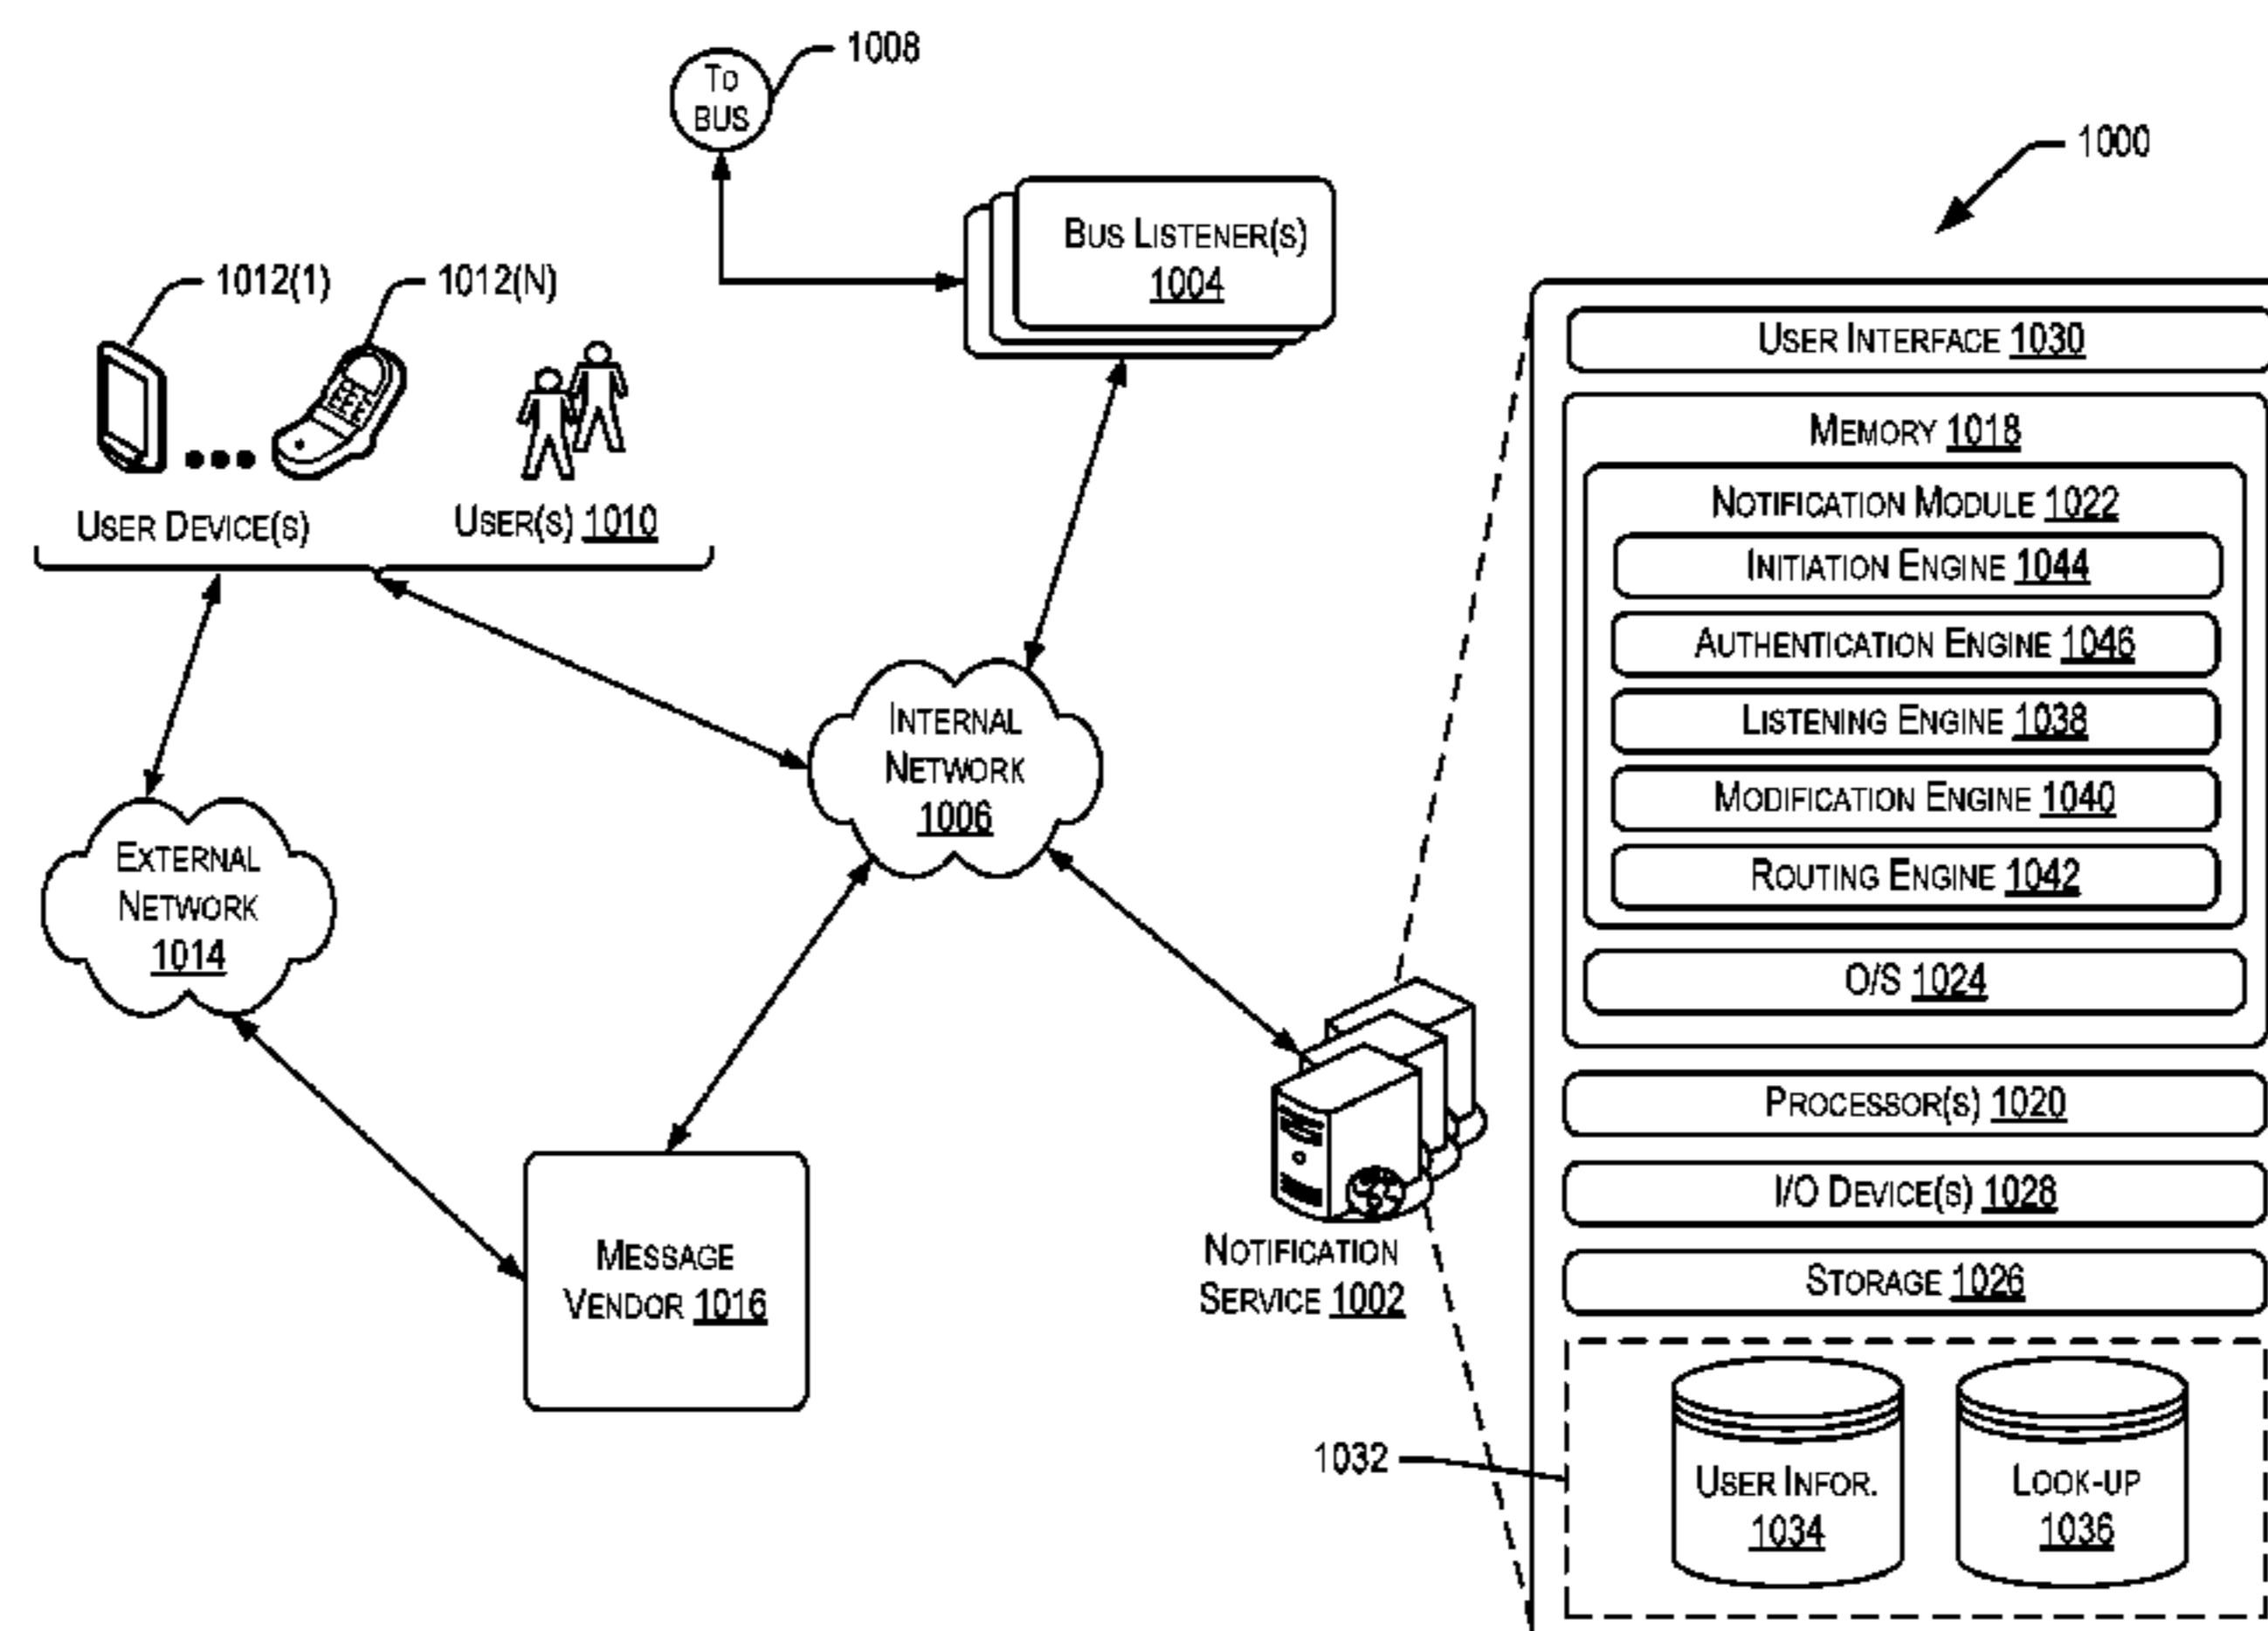 1008
To
BUS
1000
BUS LISTENER(S)
1004
1012(1)
1012(N)
USER DEVICE(S)
USER(S) 1010
INTERNAL
NETWORK
1006
EXTERNAL
NETWORK
1014
MESSAGE
VENDOR 1016
NOTIFICATION
SERVICE 1002
USER INTERFACE 1030
MEMORY 1018
NOTIFICATION MODULE 1022
INITIATION ENGINE 1044
AUTHENTICATION ENGINE 1046
LISTENING ENGINE 1038
MODIFICATION ENGINE 1040
ROUTING ENGINE 1042
O/S 1024
PROCESSOR(S) 1020
I/O DEVICE(S) 1028
STORAGE 1026
1032
USER INFOR.
1034
LOOK-UP
1036